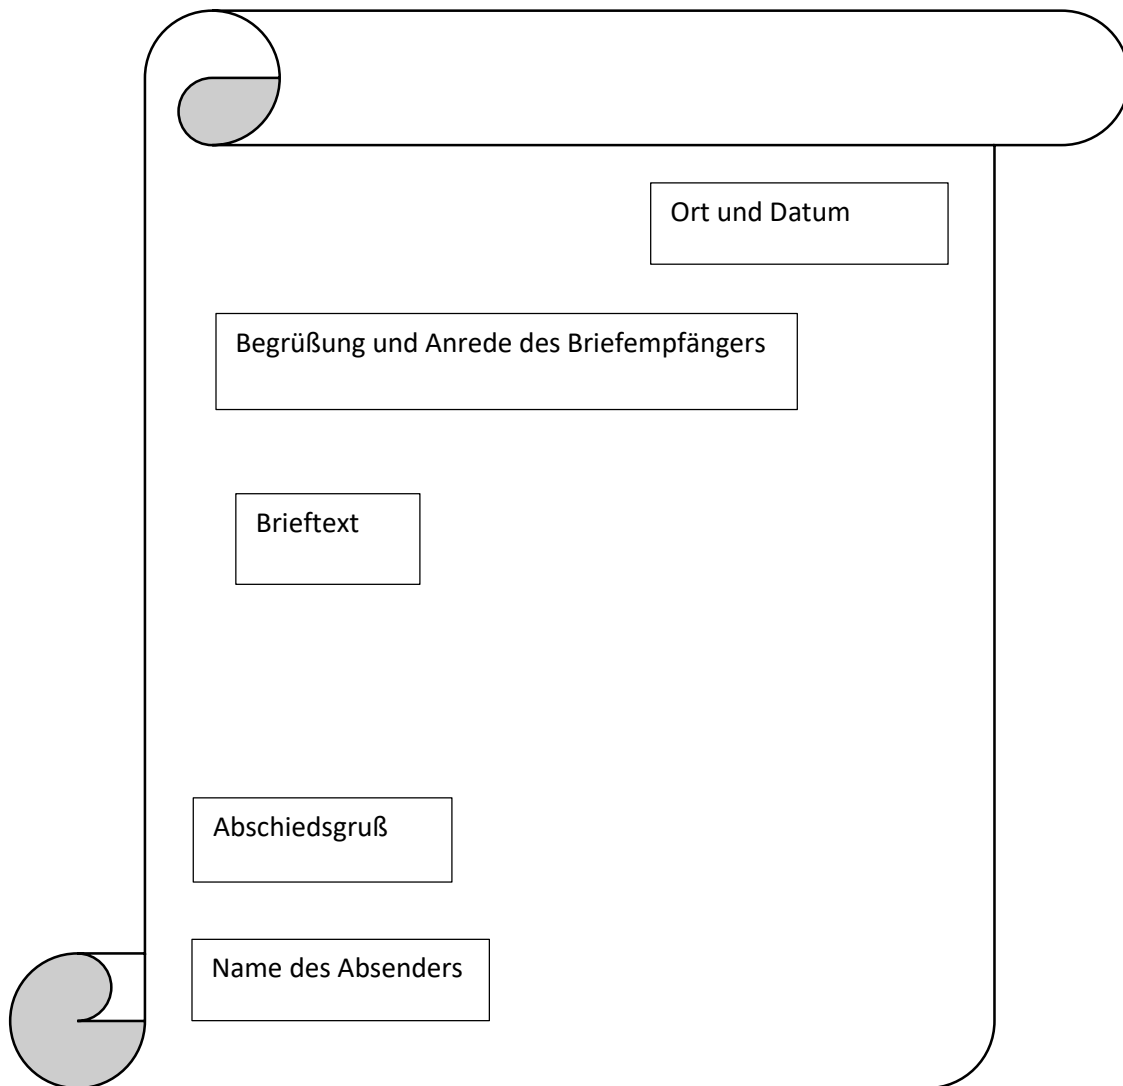 Ort und Datum
Begrüßung und Anrede des Briefempfängers
Brieftext
Abschiedsgruß
Name des Absenders